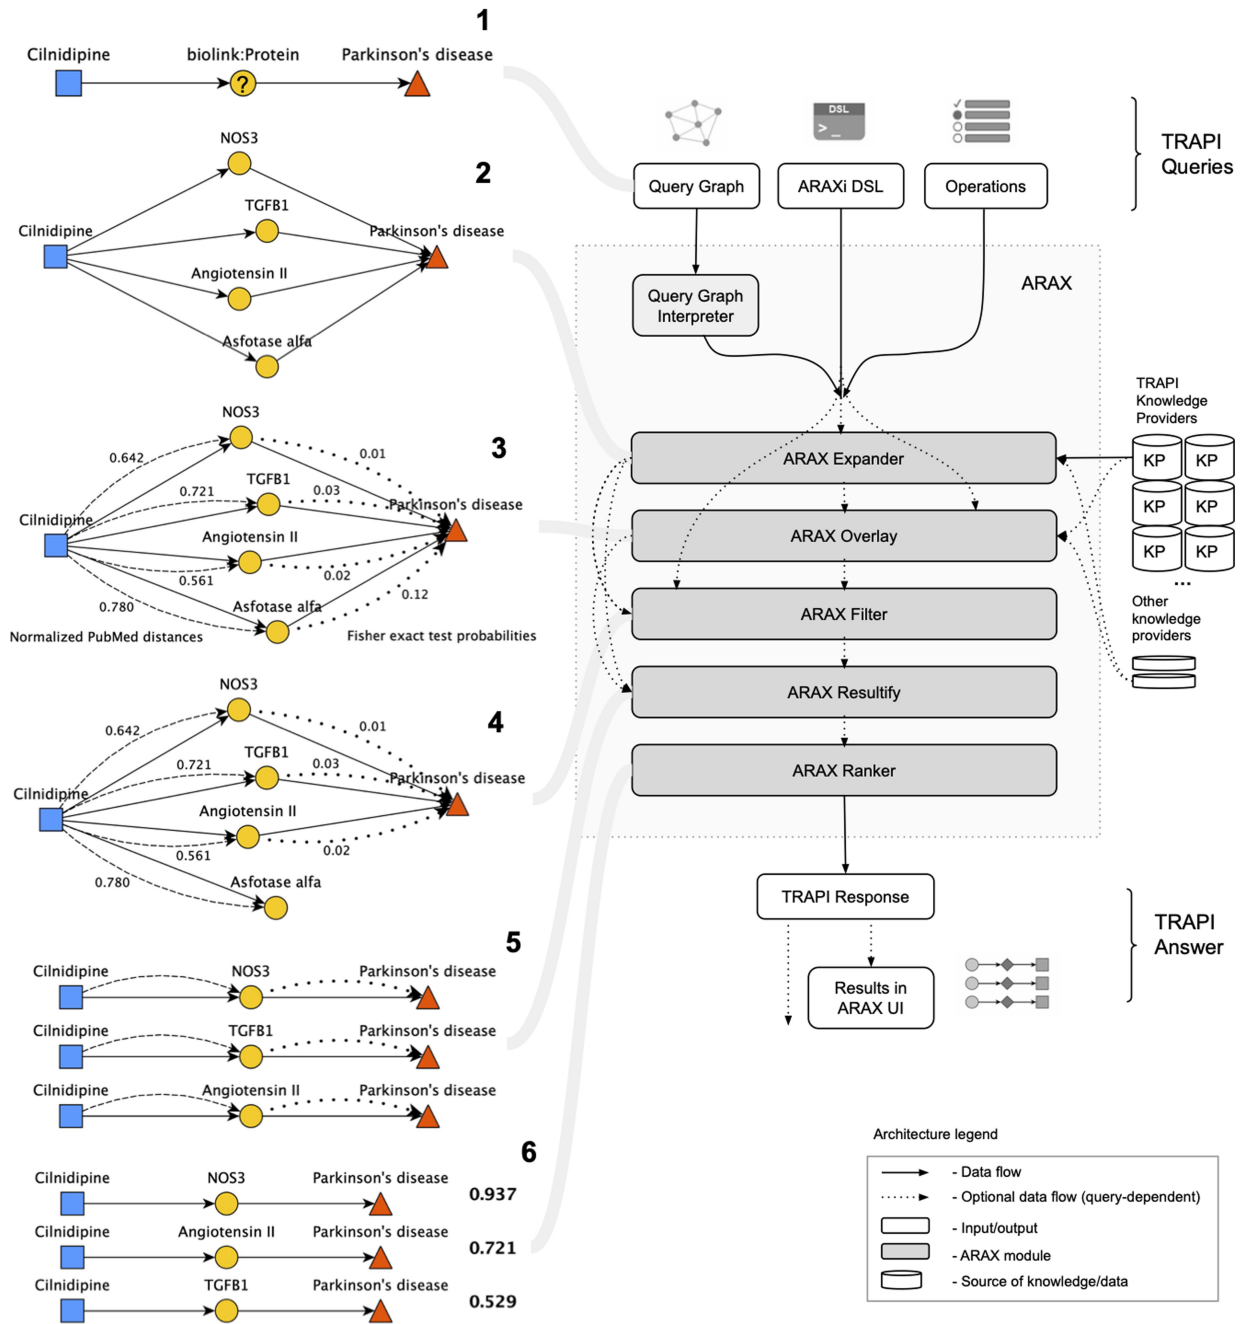 1
Cilnidipine
biolink:Protein
Parkinson's disease
?
2
NOS3
TGFB1
Cilnidipine
Parkinson's disease
Angiotensin II
Asfotase alfa
3
NOS3
0.642
0.01
TGFB1
0.721
0.03
Parkinson's disease
Cilnidipine
Angiotensin II
0.561
0.02
0.780
Asfotase alfa
0.12
Normalized PubMed distances
Fisher exact test probabilities
4
NOS3
0.642
0.01
TGFB1
0.721
0.03
Parkinson's disease
Cilnidipine
Angiotensin II
0.561
0.02
0.780
Asfotase alfa
5
Cilnidipine
NOS3
Parkinson's disease
Cilnidipine
TGFB1
Parkinson's disease
Cilnidipine
Angiotensin II
Parkinson's disease
6
Cilnidipine
NOS3
Parkinson's disease
0.937
Cilnidipine
Angiotensin II
Parkinson's disease
0.721
Cilnidipine
TGFB1
Parkinson's disease
0.529
DSL
>_
TRAPI
Queries
Query Graph
ARAXi DSL
Operations
ARAX
Query Graph
Interpreter
TRAPI
Knowledge
Providers
ARAX Expander
KP
KP
ARAX Overlay
KP
KP
KP
KP
...
Other
knowledge
providers
ARAX Filter
ARAX Resultify
ARAX Ranker
TRAPI Response
TRAPI
Answer
Results in
ARAX UI
Architecture legend
- Data flow
- Optional data flow (query-dependent)
- Input/output
- ARAX module
- Source of knowledge/data